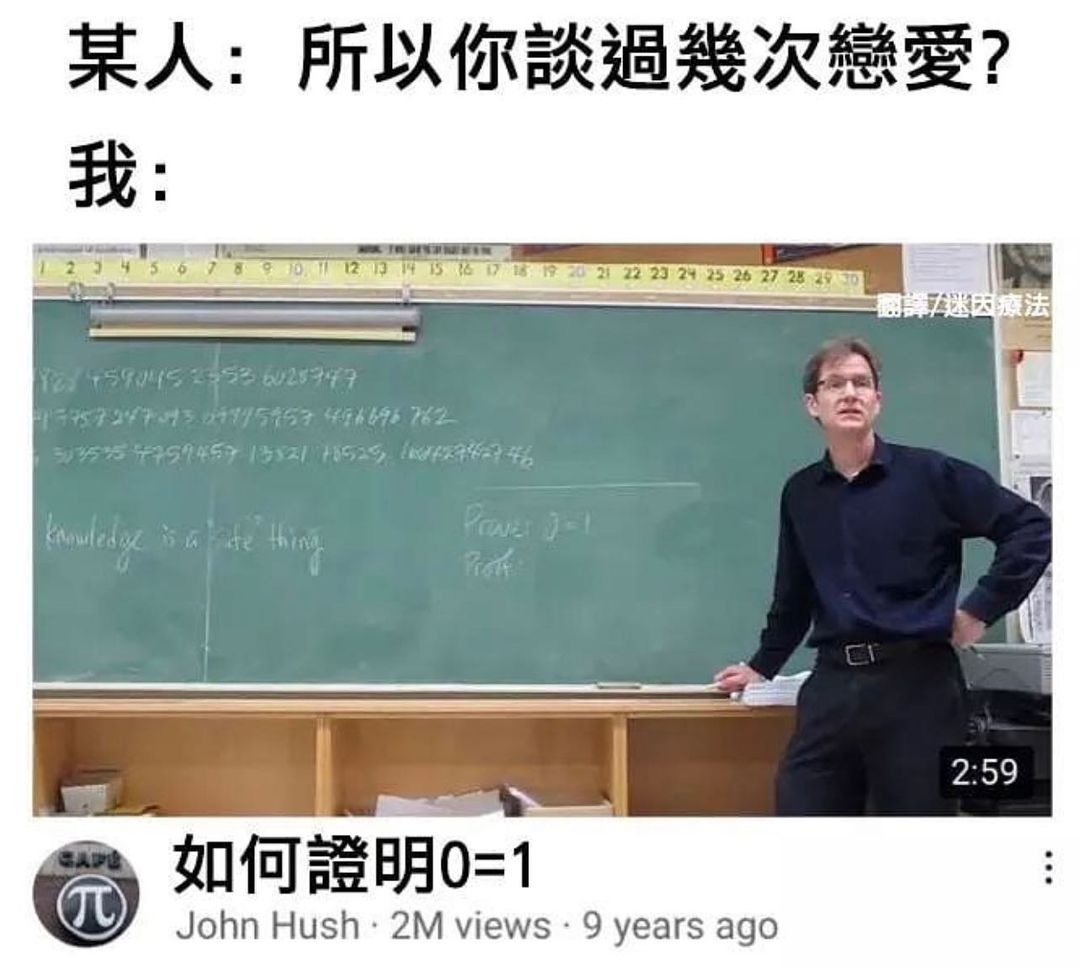 某人: 所以你談過幾次戀愛?
我:
1 2 3 4 5 6 7 8 9 10 11 12 13 14 15 16 17 18 19 20 21 22 23 24 25 26 27 28 29 30
翻譯/迷因療法
knowledge is a thing
Prove: 0=1
Proof:
2:59
CAFÉ
π
如何證明0=1
John Hush · 2M views · 9 years ago